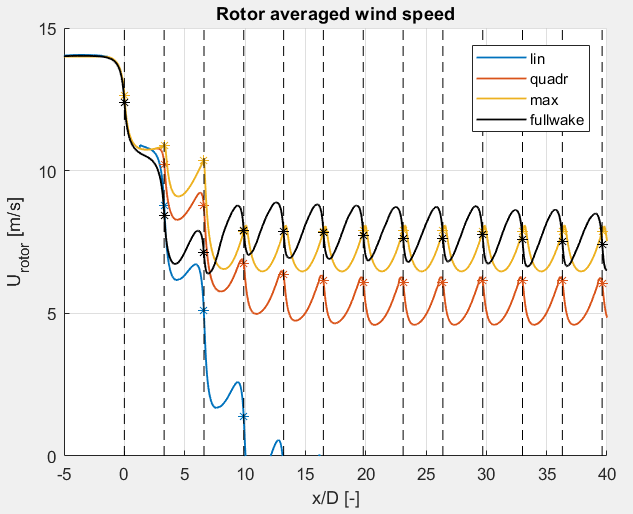 Rotor averaged wind speed
15
10
5
0
U_rotor [m/s]
lin
quadr
max
fullwake
-5 0 5 10 15 20 25 30 35 40
x/D [-]